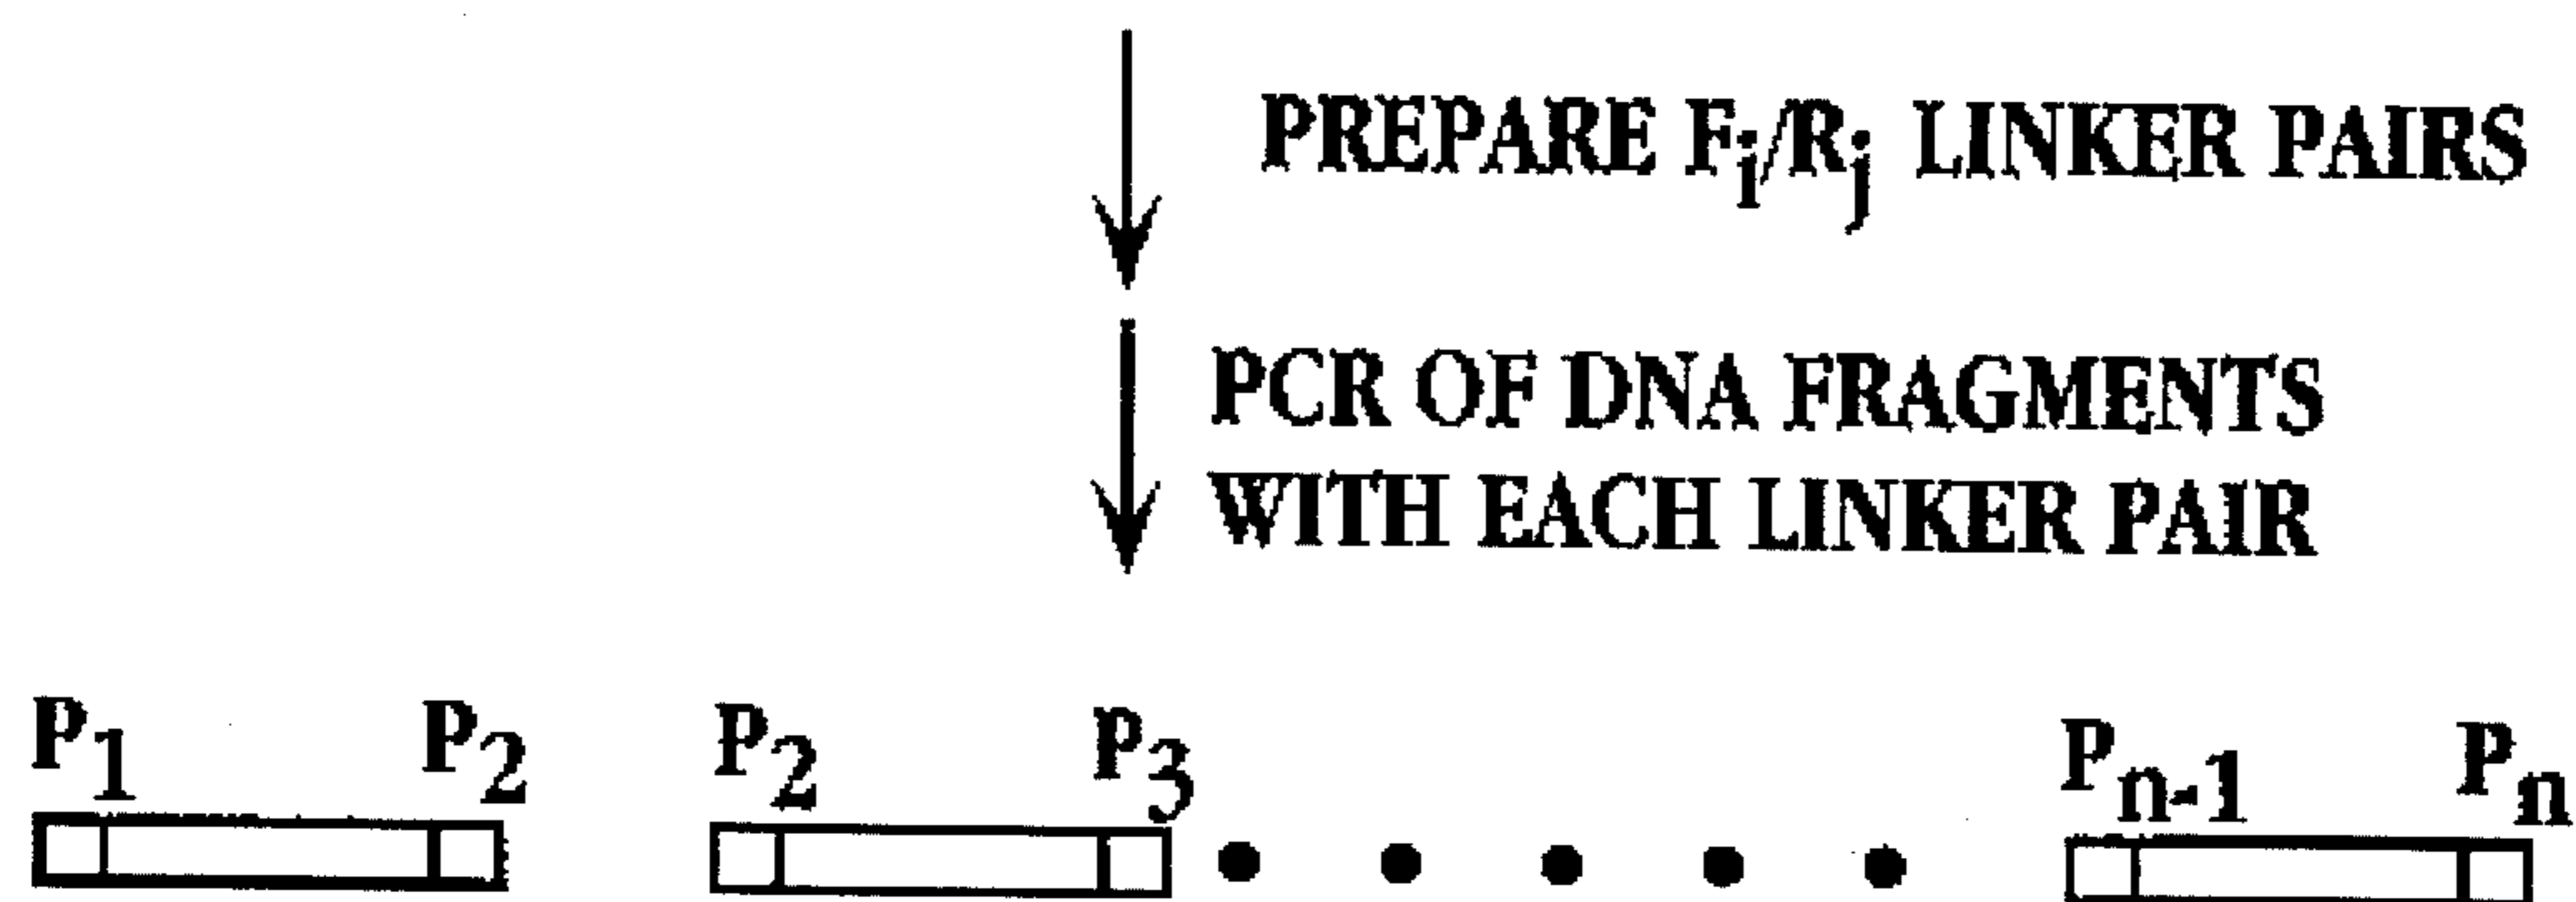 PREPARE Fi/Rj LINKER PAIRS
PCR OF DNA FRAGMENTS
WITH EACH LINKER PAIR
P1 P2 P2 P3 Pn-1 Pn